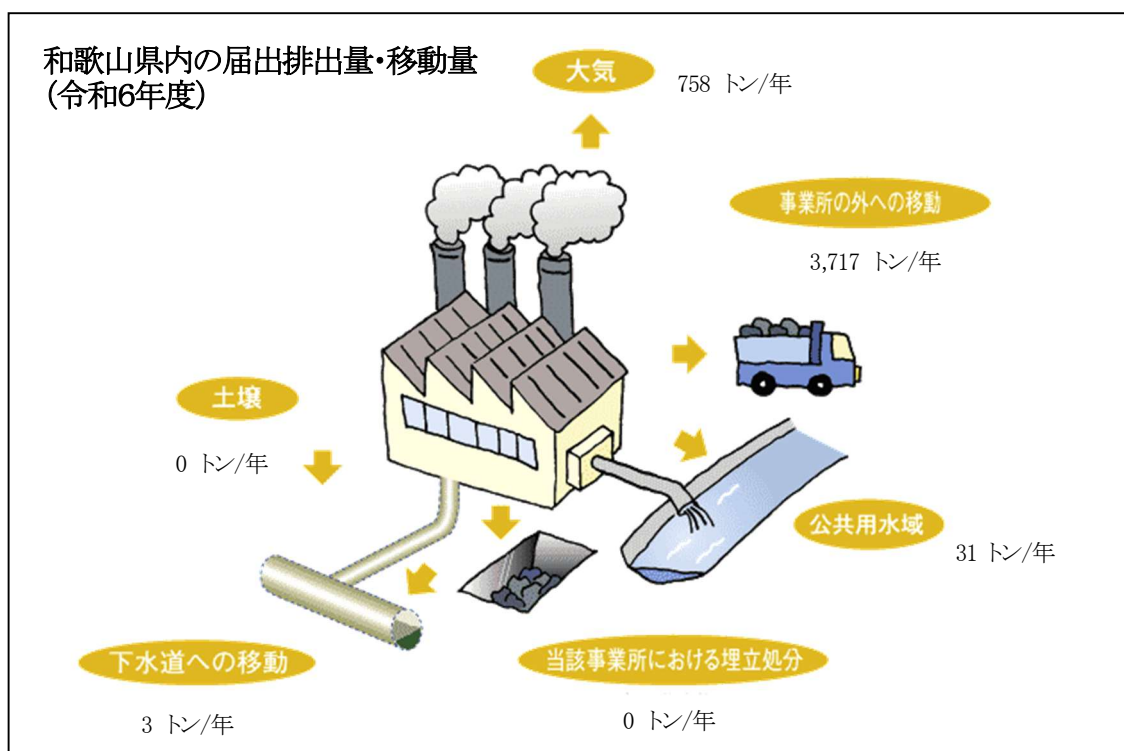 和歌山県内の届出排出量・移動量
（令和6年度）
大気
758 トン/年
事業所の外への移動
3,717 トン/年
土壌
0 トン/年
公共用水域
31 トン/年
下水道への移動
3 トン/年
当該事業所における埋立処分
0 トン/年